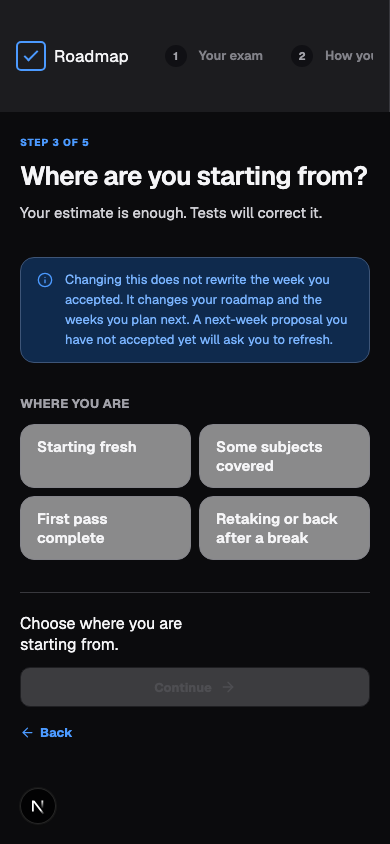 Roadmap
1 Your exam
2 How you
STEP 3 OF 5
Where are you starting from?
Your estimate is enough. Tests will correct it.
Changing this does not rewrite the week you
accepted. It changes your roadmap and the
weeks you plan next. A next-week proposal you
have not accepted yet will ask you to refresh.
WHERE YOU ARE
Starting fresh
Some subjects
covered
First pass
complete
Retaking or back
after a break
Choose where you are
starting from.
Continue →
← Back
N